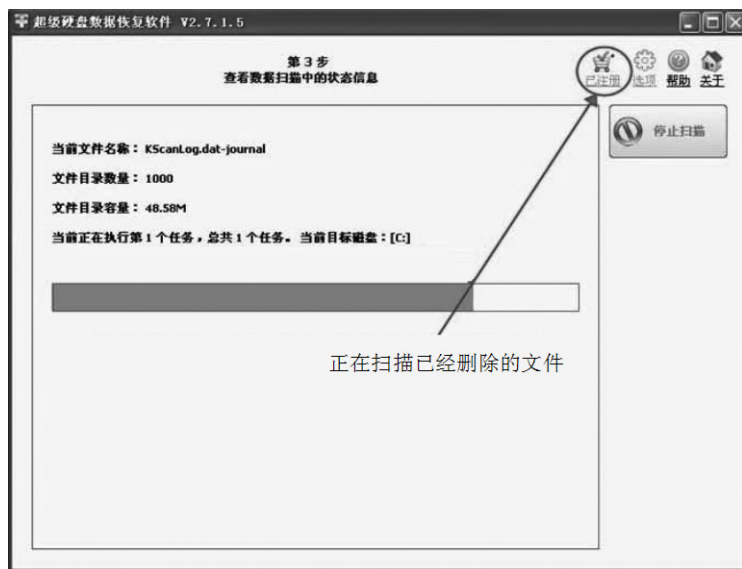 超级硬盘数据恢复软件 V2.7.1.5
第 3 步
查看数据扫描中的状态信息
已注册 选项 帮助 关于
停止扫描
当前文件名称：KScanLog.dat-journal
文件目录数量：1000
文件目录容量：48.58M
当前正在执行第 1 个任务，总共 1 个任务。当前目标磁盘：[C:]
正在扫描已经删除的文件